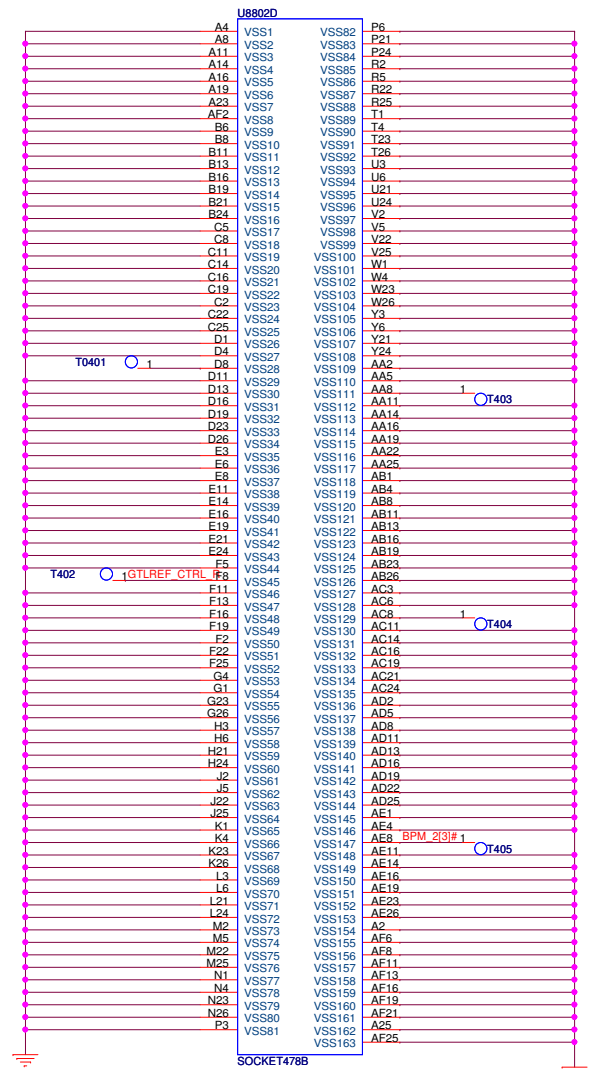 U8802D
A4 VSS1 VSS82 P6
A8 VSS2 VSS83 P21
A11 VSS3 VSS84 P24
A14 VSS4 VSS85 R2
A16 VSS5 VSS86 R5
A19 VSS6 VSS87 R22
A23 VSS7 VSS88 R25
AF2 VSS8 VSS89 T1
B6 VSS9 VSS90 T4
B8 VSS10 VSS91 T23
B11 VSS11 VSS92 T26
B13 VSS12 VSS93 U3
B16 VSS13 VSS94 U6
B19 VSS14 VSS95 U21
B21 VSS15 VSS96 U24
B24 VSS16 VSS97 V2
C5 VSS17 VSS98 V5
C8 VSS18 VSS99 V22
C11 VSS19 VSS100 V25
C14 VSS20 VSS101 W1
C16 VSS21 VSS102 W4
C19 VSS22 VSS103 W23
C2 VSS23 VSS104 W26
C22 VSS24 VSS105 Y3
C25 VSS25 VSS106 Y6
D1 VSS26 VSS107 Y21
D4 VSS27 VSS108 Y24
T0401 1 D8 VSS28 VSS109 AA2
D11 VSS29 VSS110 AA5
D13 VSS30 VSS111 AA8 1 T403
D16 VSS31 VSS112 AA11
D19 VSS32 VSS113 AA14
D23 VSS33 VSS114 AA16
D26 VSS34 VSS115 AA19
E3 VSS35 VSS116 AA22
E6 VSS36 VSS117 AA25
E8 VSS37 VSS118 AB1
E11 VSS38 VSS119 AB4
E14 VSS39 VSS120 AB8
E16 VSS40 VSS121 AB11
E19 VSS41 VSS122 AB13
E21 VSS42 VSS123 AB16
E24 VSS43 VSS124 AB19
F5 VSS44 VSS125 AB23
T402 1 GTLREF_CTRL_ F8 VSS45 VSS126 AB26
F11 VSS46 VSS127 AC3
F13 VSS47 VSS128 AC6
F16 VSS48 VSS129 AC8 1 T404
F19 VSS49 VSS130 AC11
F2 VSS50 VSS131 AC14
F22 VSS51 VSS132 AC16
F25 VSS52 VSS133 AC19
G4 VSS53 VSS134 AC21
G1 VSS54 VSS135 AC24
G23 VSS55 VSS136 AD2
G26 VSS56 VSS137 AD5
H3 VSS57 VSS138 AD8
H6 VSS58 VSS139 AD11
H21 VSS59 VSS140 AD13
H24 VSS60 VSS141 AD16
J2 VSS61 VSS142 AD19
J5 VSS62 VSS143 AD22
J22 VSS63 VSS144 AD25
J25 VSS64 VSS145 AE1
K1 VSS65 VSS146 AE4
K4 VSS66 VSS147 AE8 BPM_2[3]# 1 T405
K23 VSS67 VSS148 AE11
K26 VSS68 VSS149 AE14
L3 VSS69 VSS150 AE16
L6 VSS70 VSS151 AE19
L21 VSS71 VSS152 AE23
L24 VSS72 VSS153 AE26
M2 VSS73 VSS154 A2
M5 VSS74 VSS155 AF6
M22 VSS75 VSS156 AF8
M25 VSS76 VSS157 AF11
N1 VSS77 VSS158 AF13
N4 VSS78 VSS159 AF16
N23 VSS79 VSS160 AF19
N26 VSS80 VSS161 AF21
P3 VSS81 VSS162 A25
VSS163 AF25
SOCKET478B